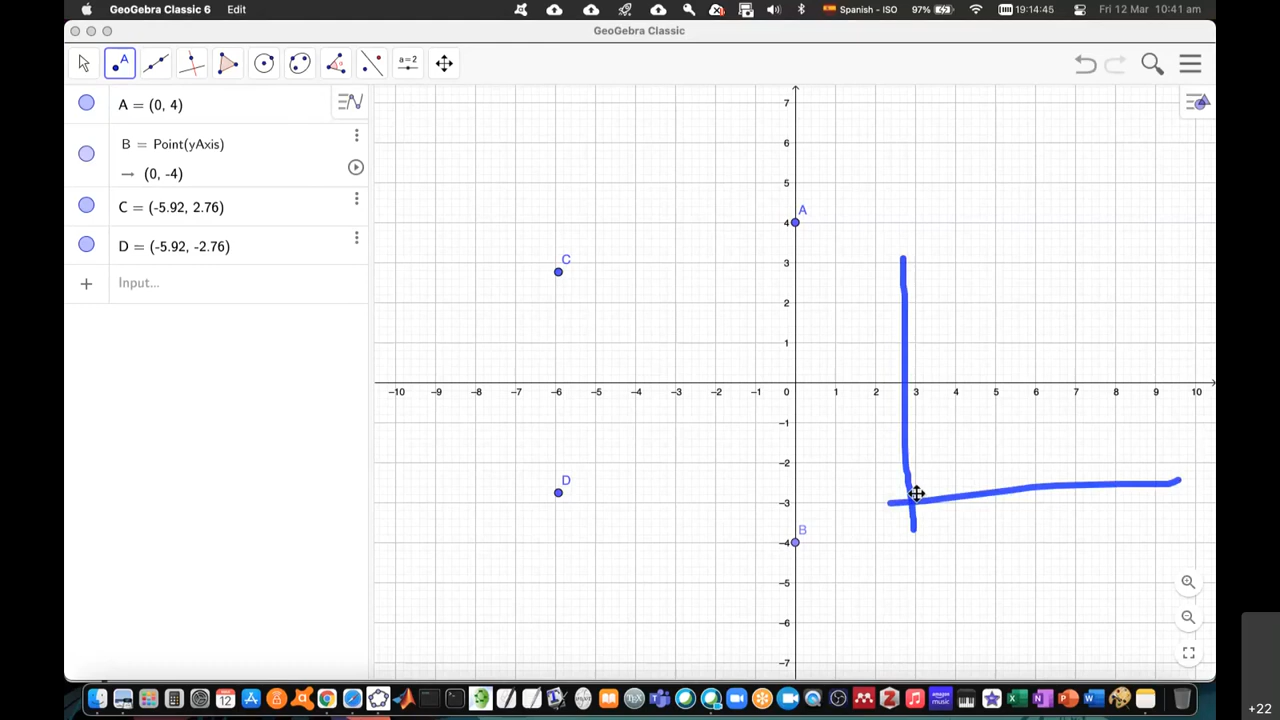 GeoGebra Classic 6 Edit Spanish - ISO 97% 19:14:45 Fri 12 Mar 10:41 am
GeoGebra Classic
A a = 2
A = (0, 4)
B = Point(yAxis)
→ (0, -4)
C = (-5.92, 2.76)
D = (-5.92, -2.76)
+ Input...
7
6
5
A
4
C
3
2
1
-10 -9 -8 -7 -6 -5 -4 -3 -2 -1 0 1 2 3 4 5 6 7 8 9 10
-1
-2
D
-3
B
-4
-5
-6
-7
12
+22